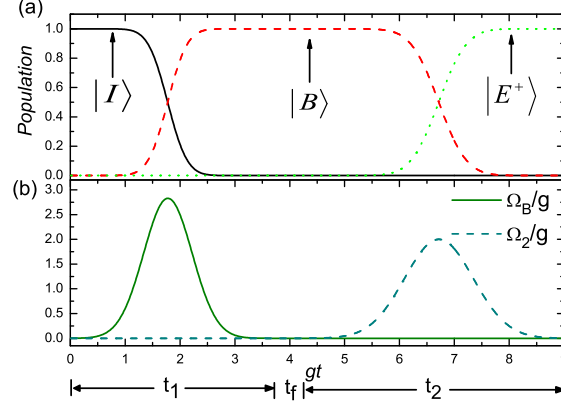 (a)
Population
1.0
0.8
0.6
0.4
0.2
0.0
|I⟩
|B⟩
|E⁺⟩
(b)
3.0
2.5
2.0
1.5
1.0
0.5
0.0
Ω_B/g
Ω_2/g
0 1 2 3 4 5 6 7 8
gt
t_1 t_f t_2